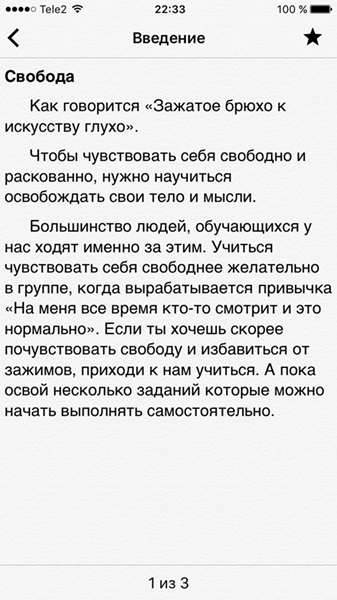 Tele2 22:33 100 %
Введение
Свобода
Как говорится «Зажатое брюхо к
искусству глухо».
Чтобы чувствовать себя свободно и
раскованно, нужно научиться
освобождать свои тело и мысли.
Большинство людей, обучающихся у
нас ходят именно за этим. Учиться
чувствовать себя свободнее желательно
в группе, когда вырабатывается привычка
«На меня все время кто-то смотрит и это
нормально». Если ты хочешь скорее
почувствовать свободу и избавиться от
зажимов, приходи к нам учиться. А пока
освой несколько заданий которые можно
начать выполнять самостоятельно.
1 из 3